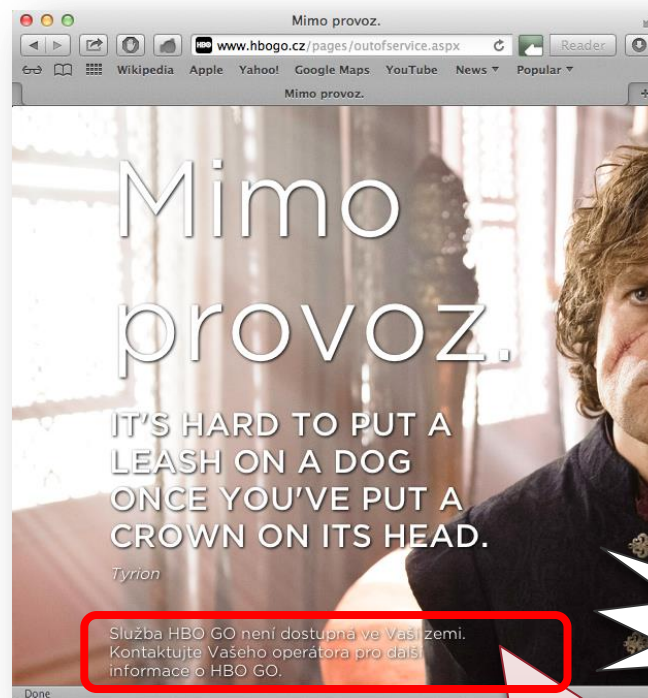 Mimo provoz.
HBO www.hbogo.cz/pages/outofservice.aspx Reader
Wikipedia Apple Yahoo! Google Maps YouTube News Popular
Mimo provoz.
Mimo
provoz.
IT'S HARD TO PUT A
LEASH ON A DOG
ONCE YOU'VE PUT A
CROWN ON ITS HEAD.
Tyrion
Služba HBO GO není dostupná ve Vaší zemi.
Kontaktujte Vašeho operátora pro další
informace o HBO GO.
Done